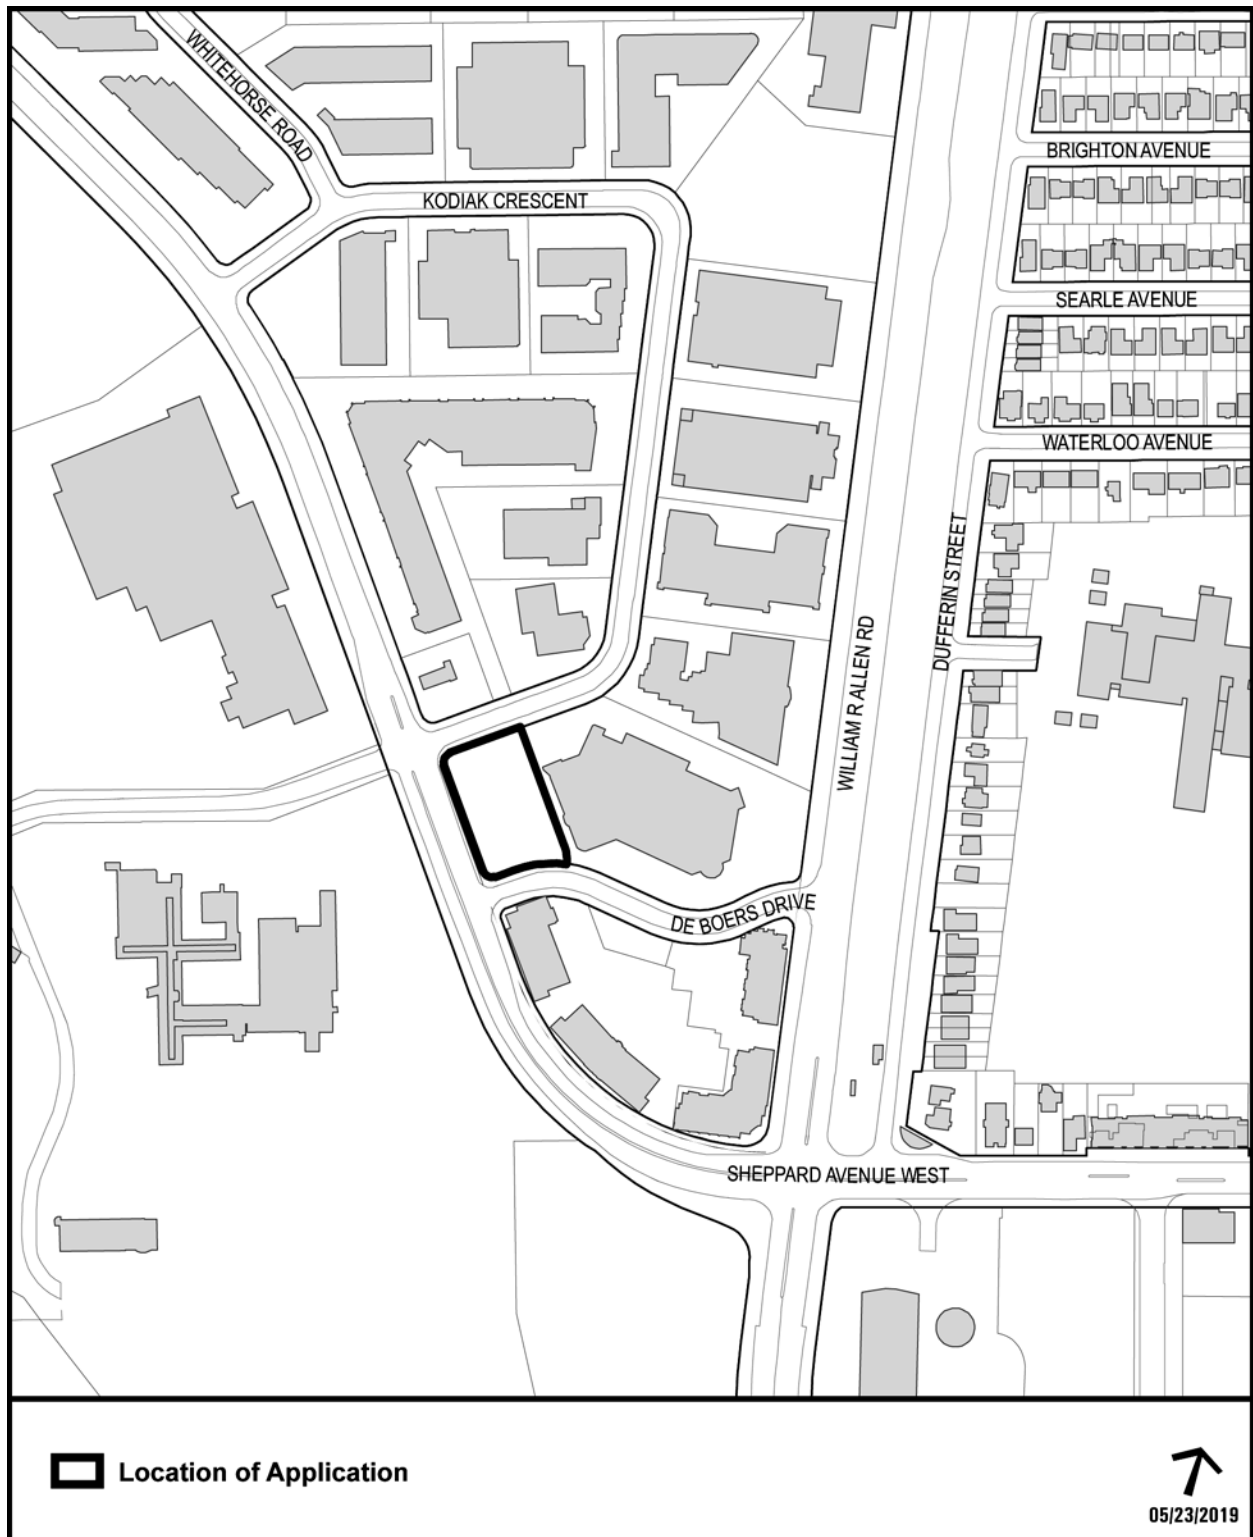 WHITEHORSE ROAD
BRIGHTON AVENUE
KODIAK CRESCENT
SEARLE AVENUE
WATERLOO AVENUE
DUFFERIN STREET
WILLIAM R ALLEN RD
DE BOERS DRIVE
SHEPPARD AVENUE WEST
Location of Application
05/23/2019